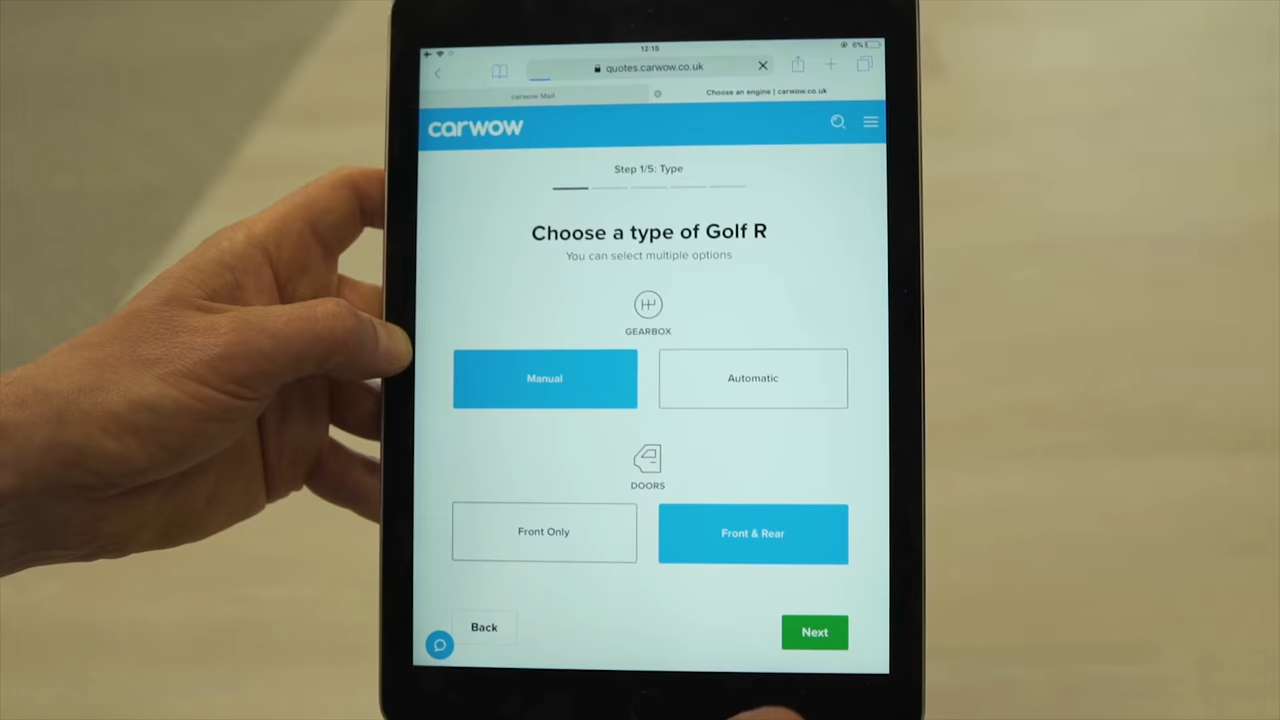 12:15
6%
quotes.carwow.co.uk
carwow Mail
Choose an engine | carwow.co.uk
carwow
Step 1/5: Type
Choose a type of Golf R
You can select multiple options
GEARBOX
Manual
Automatic
DOORS
Front Only
Front & Rear
Back
Next